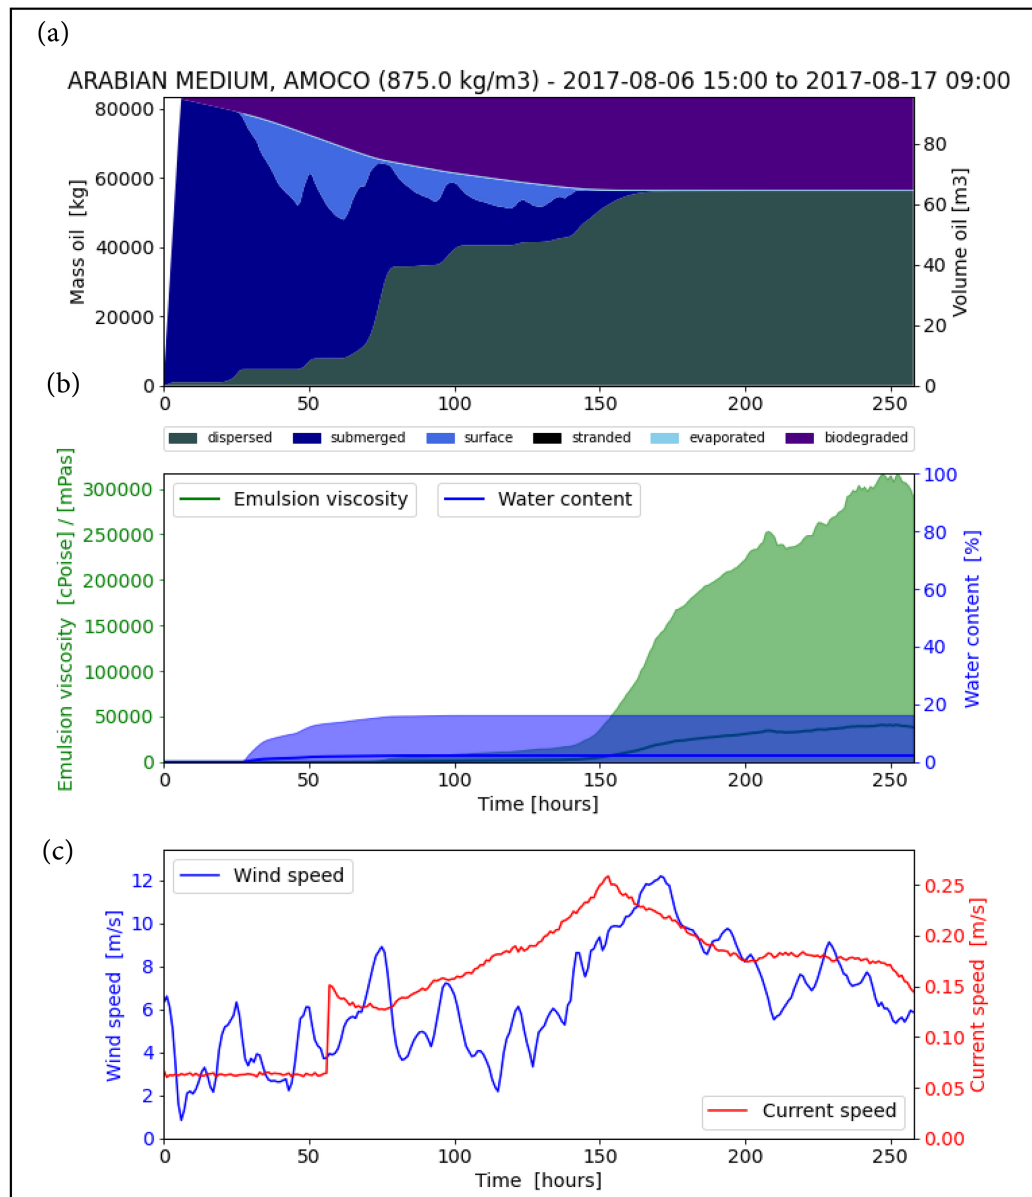 (a)
ARABIAN MEDIUM, AMOCO (875.0 kg/m3) - 2017-08-06 15:00 to 2017-08-17 09:00
Mass oil [kg]
80000
60000
40000
20000
0
Volume oil [m3]
80
60
40
20
0
0 50 100 150 200 250
dispersed submerged surface stranded evaporated biodegraded
(b)
Emulsion viscosity [cPoise] / [mPas]
300000
250000
200000
150000
100000
50000
0
Emulsion viscosity Water content
Water content [%]
100
80
60
40
20
0
0 50 100 150 200 250
Time [hours]
(c)
Wind speed [m/s]
12
10
8
6
4
2
0
Wind speed
Current speed [m/s]
0.25
0.20
0.15
0.10
0.05
0.00
Current speed
0 50 100 150 200 250
Time [hours]